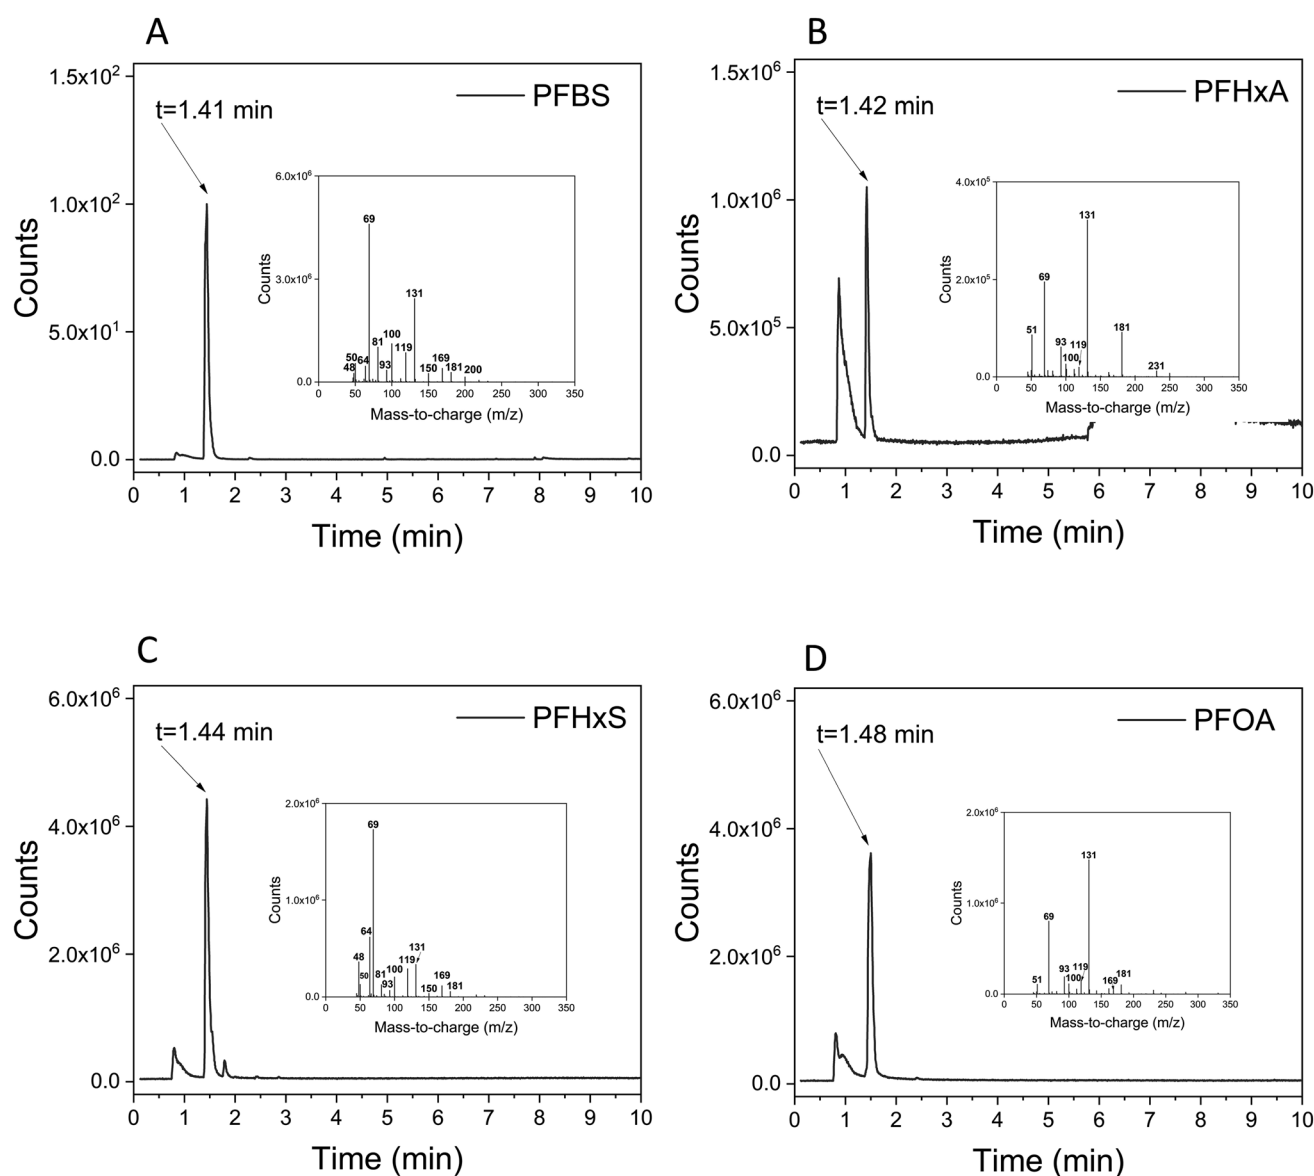 A
1.5x10²
1.0x10²
5.0x10¹
0.0
Counts
t=1.41 min
PFBS
6.0x10⁶
3.0x10⁶
0.0
Counts
69
131
100
81
119
50
64
48
93
150
169
181
200
0 50 100 150 200 250 300 350
Mass-to-charge (m/z)
0 1 2 3 4 5 6 7 8 9 10
Time (min)
B
1.5x10⁶
1.0x10⁶
5.0x10⁵
0.0
Counts
t=1.42 min
PFHxA
4.0x10⁵
2.0x10⁵
0.0
Counts
131
69
51
93
119
100
181
231
0 50 100 150 200 250 300 350
Mass-to-charge (m/z)
0 1 2 3 4 5 6 7 8 9 10
Time (min)
C
6.0x10⁶
4.0x10⁶
2.0x10⁶
0.0
Counts
t=1.44 min
PFHxS
2.0x10⁶
1.0x10⁶
0.0
Counts
69
64
48
50
81
93
100
119
131
150
169
181
0 50 100 150 200 250 300 350
Mass-to-charge (m/z)
0 1 2 3 4 5 6 7 8 9 10
Time (min)
D
6.0x10⁶
4.0x10⁶
2.0x10⁶
0.0
Counts
t=1.48 min
PFOA
2.0x10⁶
1.0x10⁶
0.0
Counts
131
69
51
93
119
100
169
181
0 50 100 150 200 250 300 350
Mass-to-charge (m/z)
0 1 2 3 4 5 6 7 8 9 10
Time (min)